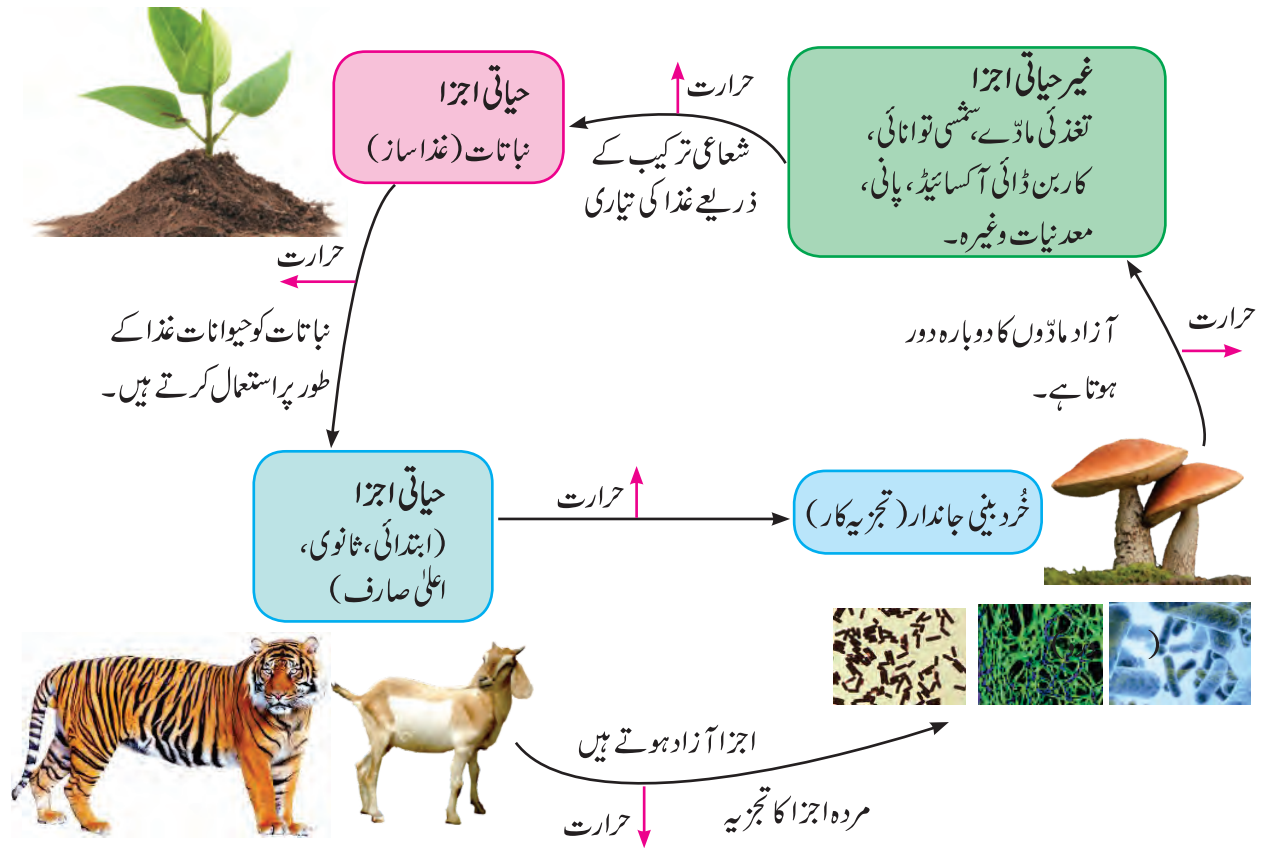 غیر حیاتی اجزا
تغذئی مادّے، شمسی توانائی،
کاربن ڈائی آکسائیڈ، پانی،
معدنیات وغیرہ۔
حرارت
شعاعی ترکیب کے
ذریعے غذا کی تیاری
حیاتی اجزا
نباتات (غذا ساز)
حرارت
نباتات کو حیوانات غذا کے
طور پر استعمال کرتے ہیں۔
حیاتی اجزا
(ابتدائی، ثانوی،
اعلیٰ صارف)
حرارت
خُرد بینی جاندار (تجزیہ کار)
حرارت
آزاد مادّوں کا دوبارہ دور
ہوتا ہے۔
اجزا آزاد ہوتے ہیں
مردہ اجزا کا تجزیہ
حرارت